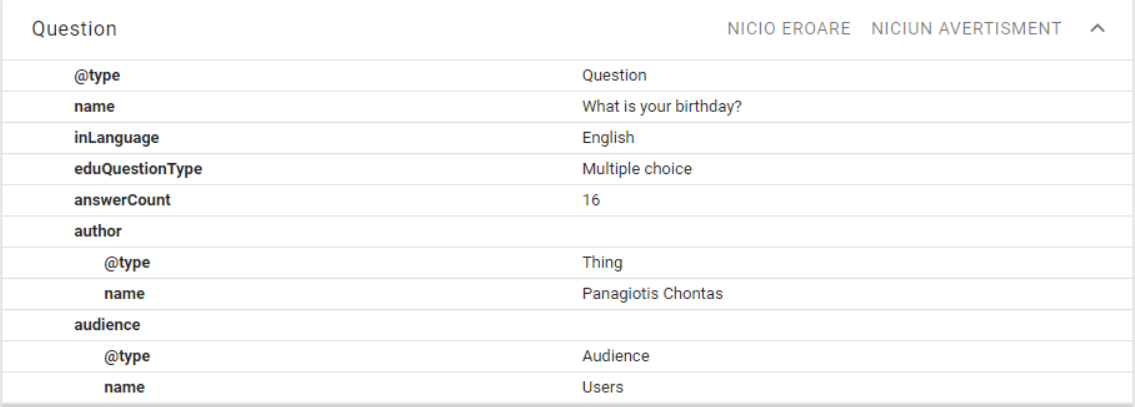 Question NICIO EROARE NICIUN AVERTISMENT
@type Question
name What is your birthday?
inLanguage English
eduQuestionType Multiple choice
answerCount 16
author
@type Thing
name Panagiotis Chontas
audience
@type Audience
name Users